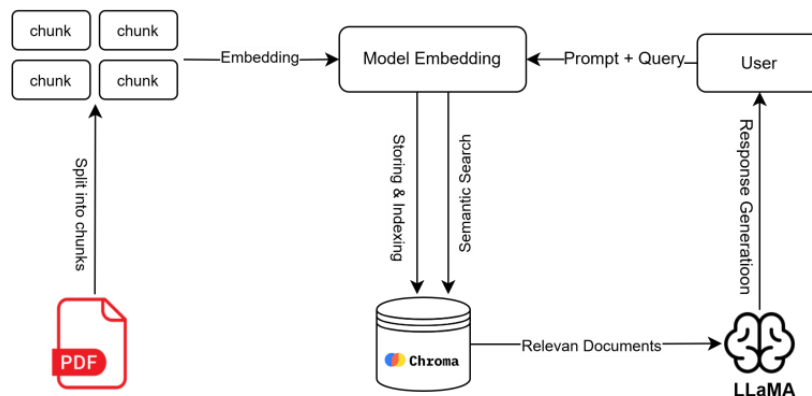 chunk
chunk
chunk
chunk
Embedding
Model Embedding
Prompt + Query
User
Split into chunks
Storing & Indexing
Semantic Search
Response Generatioon
PDF
Chroma
Relevan Documents
LLaMA